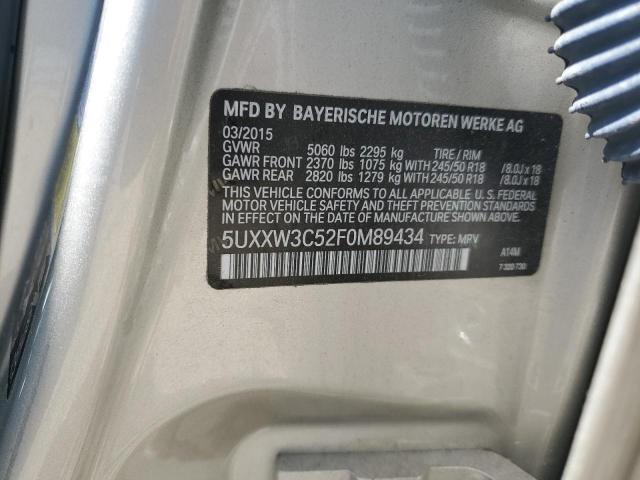 MFD BY BAYERISCHE MOTOREN WERKE AG
03/2015
GVWR 5060 lbs 2295 kg TIRE / RIM
GAWR FRONT 2370 lbs 1075 kg WITH 245/50 R18 / 8.0J x 18
GAWR REAR 2820 lbs 1279 kg WITH 245/50 R18 / 8.0J x 18
THIS VEHICLE CONFORMS TO ALL APPLICABLE U.S. FEDERAL
MOTOR VEHICLE SAFETY AND THEFT PREVENTION STANDARDS
IN EFFECT ON THE DATE OF MANUFACTURE SHOWN ABOVE.
5UXXW3C52F0M89434 TYPE: MPV
A14M